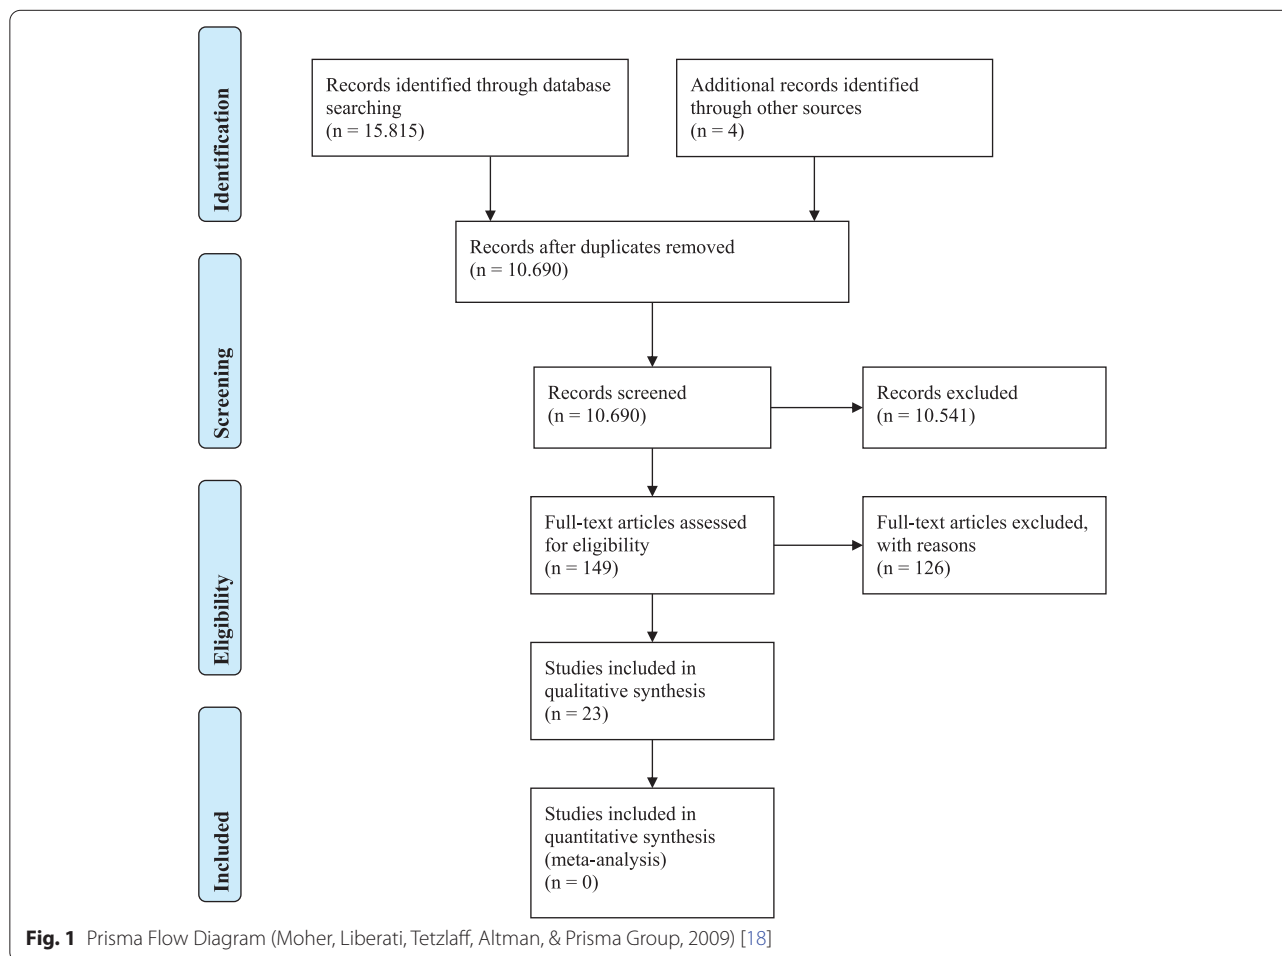 Identification
Records identified through database
searching
(n = 15.815)
Additional records identified
through other sources
(n = 4)
Records after duplicates removed
(n = 10.690)
Screening
Records screened
(n = 10.690)
Records excluded
(n = 10.541)
Eligibility
Full-text articles assessed
for eligibility
(n = 149)
Full-text articles excluded,
with reasons
(n = 126)
Studies included in
qualitative synthesis
(n = 23)
Included
Studies included in
quantitative synthesis
(meta-analysis)
(n = 0)
Fig. 1 Prisma Flow Diagram (Moher, Liberati, Tetzlaff, Altman, & Prisma Group, 2009) [18]